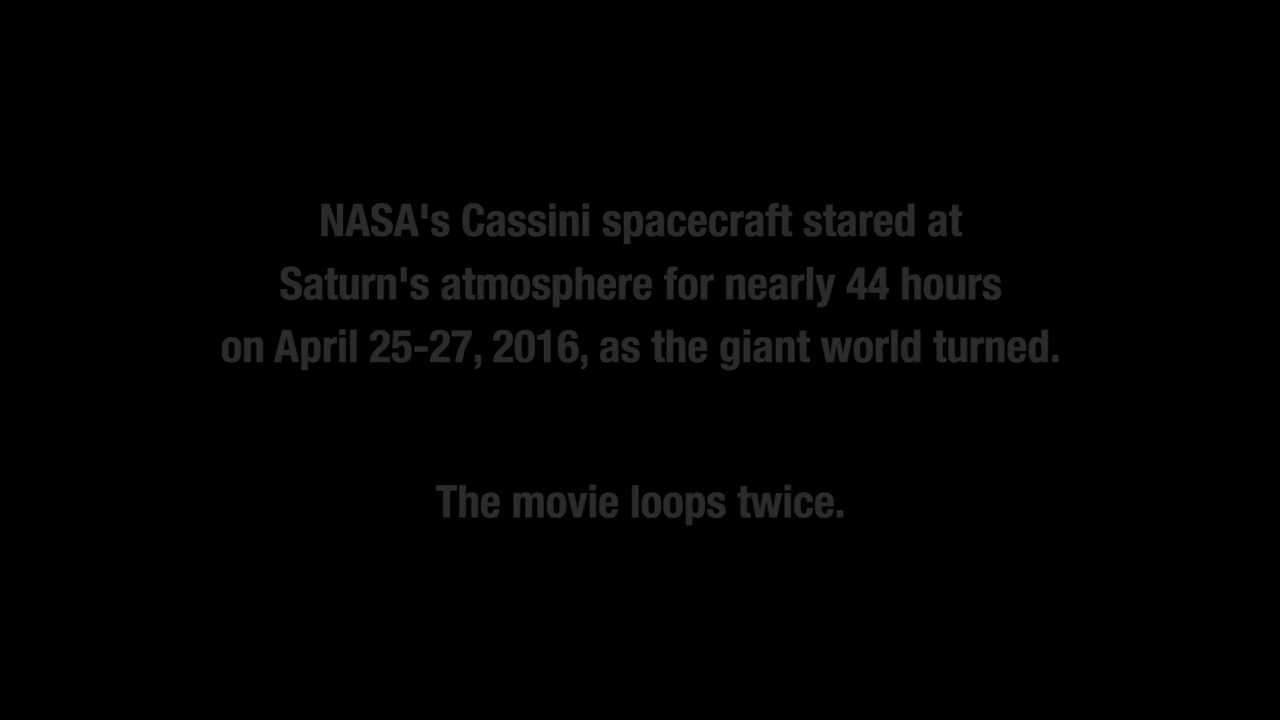 NASA's Cassini spacecraft stared at
Saturn's atmosphere for nearly 44 hours
on April 25-27, 2016, as the giant world turned.
The movie loops twice.